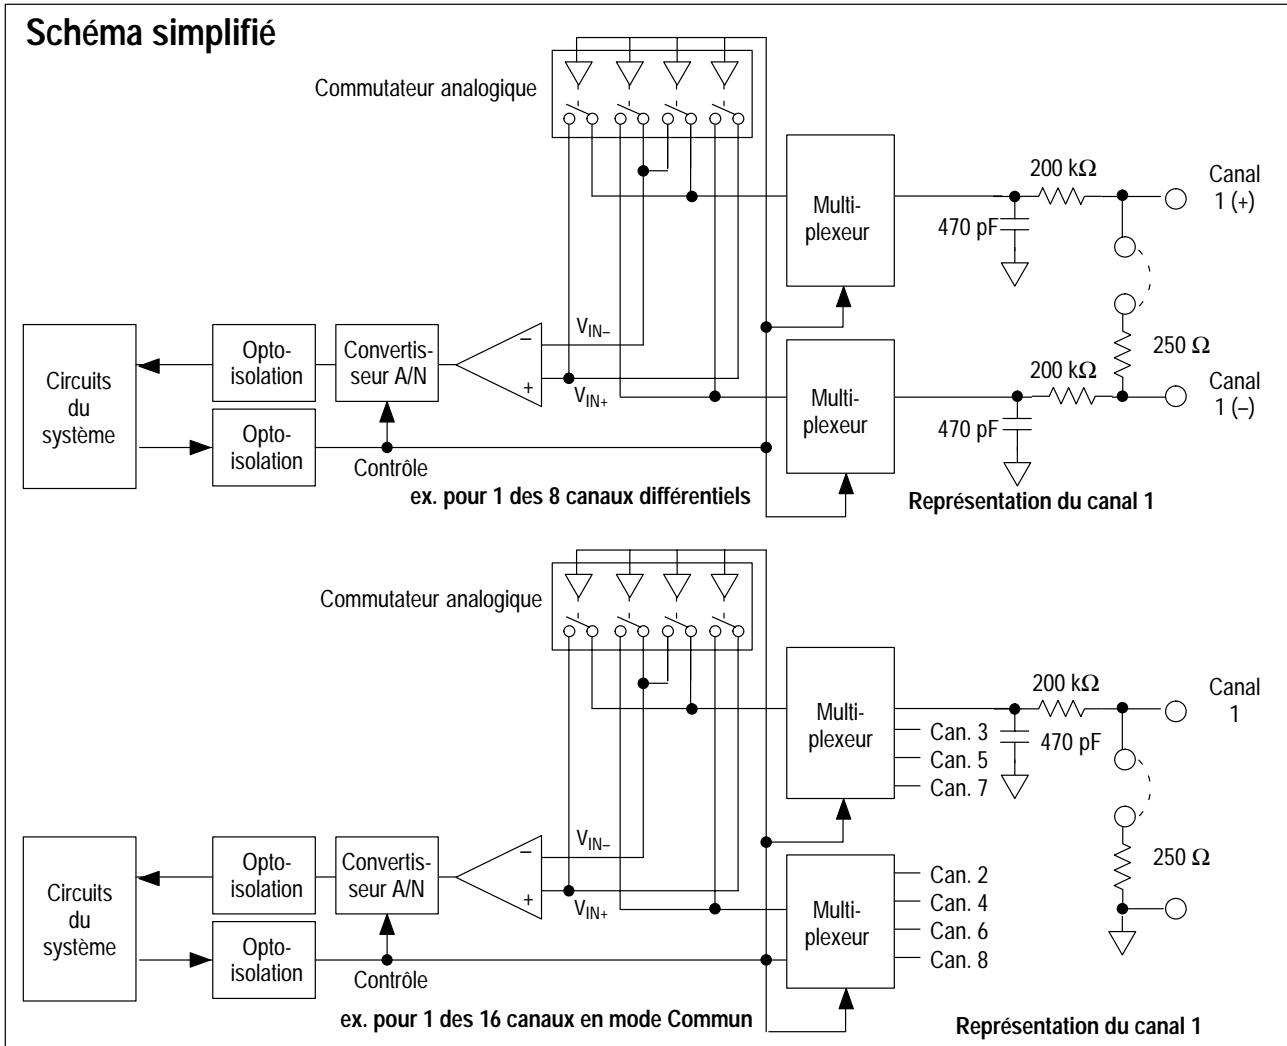 Schéma simplifié
Commutateur analogique
Multi-
plexeur
200 kΩ
470 pF
Canal
1 (+)
250 Ω
Circuits
du
système
Opto-
isolation
Convertis-
seur A/N
VIN–
–
+
VIN+
Multi-
plexeur
200 kΩ
470 pF
Canal
1 (–)
Opto-
isolation
Contrôle
ex. pour 1 des 8 canaux différentiels
Représentation du canal 1
Commutateur analogique
Multi-
plexeur
Can. 3
Can. 5
Can. 7
200 kΩ
470 pF
Canal
1
250 Ω
Circuits
du
système
Opto-
isolation
Convertis-
seur A/N
VIN–
–
+
VIN+
Multi-
plexeur
Can. 2
Can. 4
Can. 6
Can. 8
Opto-
isolation
Contrôle
ex. pour 1 des 16 canaux en mode Commun
Représentation du canal 1